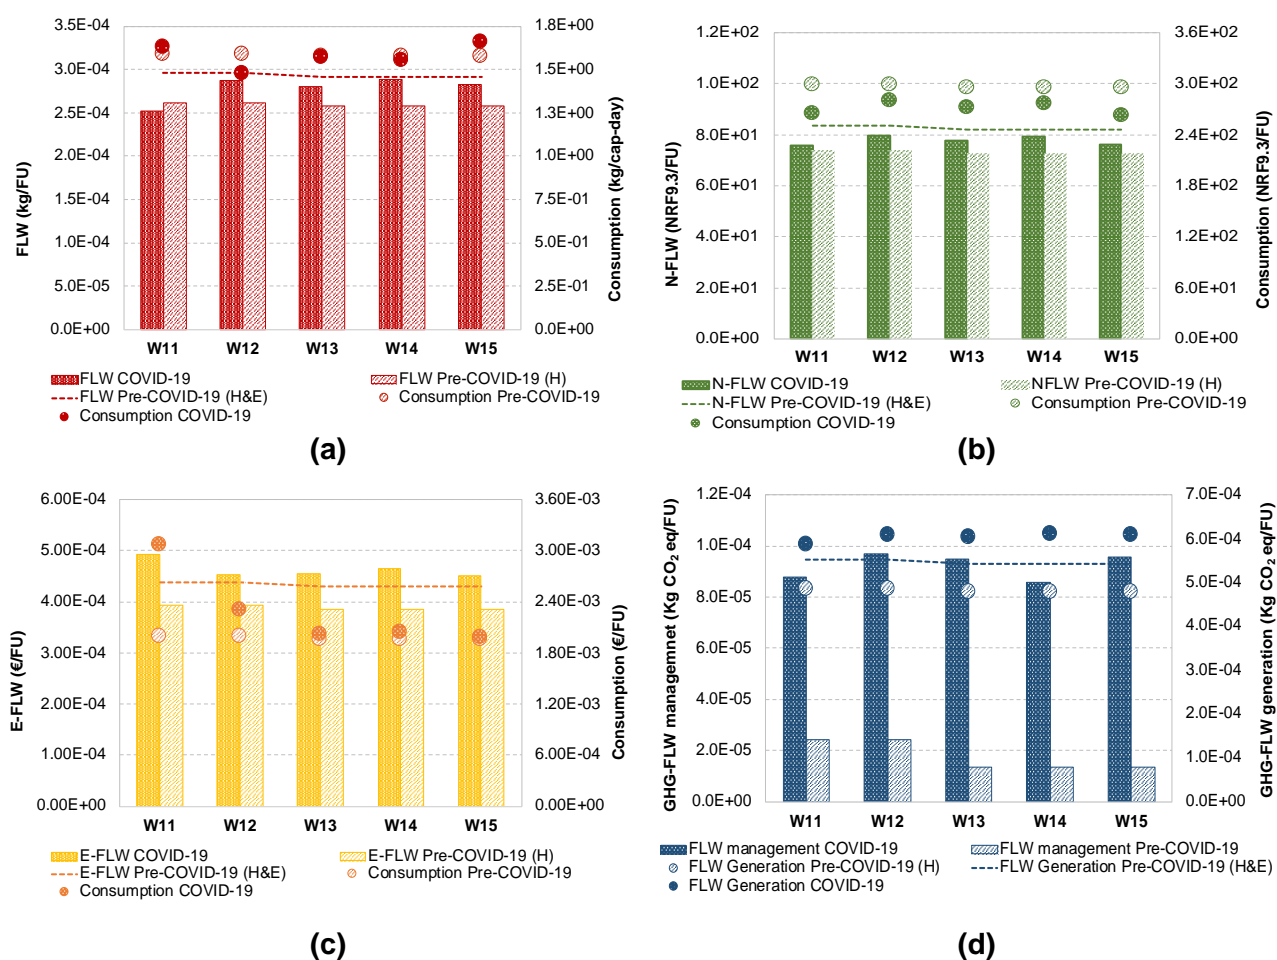 3.5E-04
3.0E-04
2.5E-04
2.0E-04
1.5E-04
1.0E-04
5.0E-05
0.0E+00
FLW (kg/FU)
1.8E+00
1.5E+00
1.3E+00
1.0E+00
7.5E-01
5.0E-01
2.5E-01
0.0E+00
Consumption (kg/cap-day)
W11 W12 W13 W14 W15
FLW COVID-19 FLW Pre-COVID-19 (H)
FLW Pre-COVID-19 (H&E) Consumption Pre-COVID-19
Consumption COVID-19
(a)
1.2E+02
1.0E+02
8.0E+01
6.0E+01
4.0E+01
2.0E+01
0.0E+00
N-FLW (NRF9.3/FU)
3.6E+02
3.0E+02
2.4E+02
1.8E+02
1.2E+02
6.0E+01
0.0E+00
Consumption (NRF9.3/FU)
W11 W12 W13 W14 W15
N-FLW COVID-19 NFLW Pre-COVID-19 (H)
N-FLW Pre-COVID-19 (H&E) Consumption Pre-COVID-19
Consumption COVID-19
(b)
6.00E-04
5.00E-04
4.00E-04
3.00E-04
2.00E-04
1.00E-04
0.00E+00
E-FLW (€/FU)
3.60E-03
3.00E-03
2.40E-03
1.80E-03
1.20E-03
6.00E-04
0.00E+00
Consumption (€/FU)
W11 W12 W13 W14 W15
E-FLW COVID-19 E-FLW Pre-COVID-19 (H)
E-FLW Pre-COVID-19 (H&E) Consumption Pre-COVID-19
Consumption COVID-19
(c)
1.2E-04
1.0E-04
8.0E-05
6.0E-05
4.0E-05
2.0E-05
0.0E+00
GHG-FLW managemnet (Kg CO2 eq/FU)
7.0E-04
6.0E-04
5.0E-04
4.0E-04
3.0E-04
2.0E-04
1.0E-04
0.0E+00
GHG-FLW generation (Kg CO2 eq/FU)
W11 W12 W13 W14 W15
FLW management COVID-19 FLW management Pre-COVID-19
FLW Generation Pre-COVID-19 (H) FLW Generation Pre-COVID-19 (H&E)
FLW Generation COVID-19
(d)